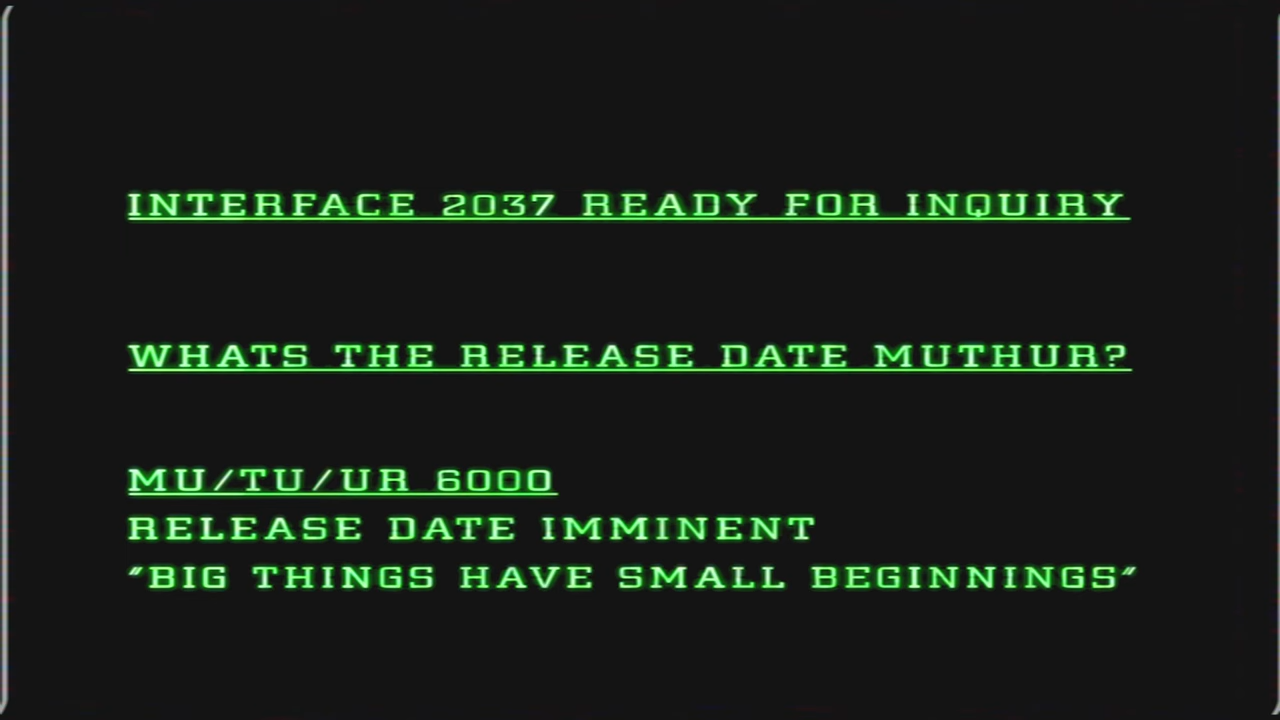 INTERFACE 2037 READY FOR INQUIRY
WHATS THE RELEASE DATE MUTHUR?
MU/TU/UR 6000
RELEASE DATE IMMINENT
"BIG THINGS HAVE SMALL BEGINNINGS"